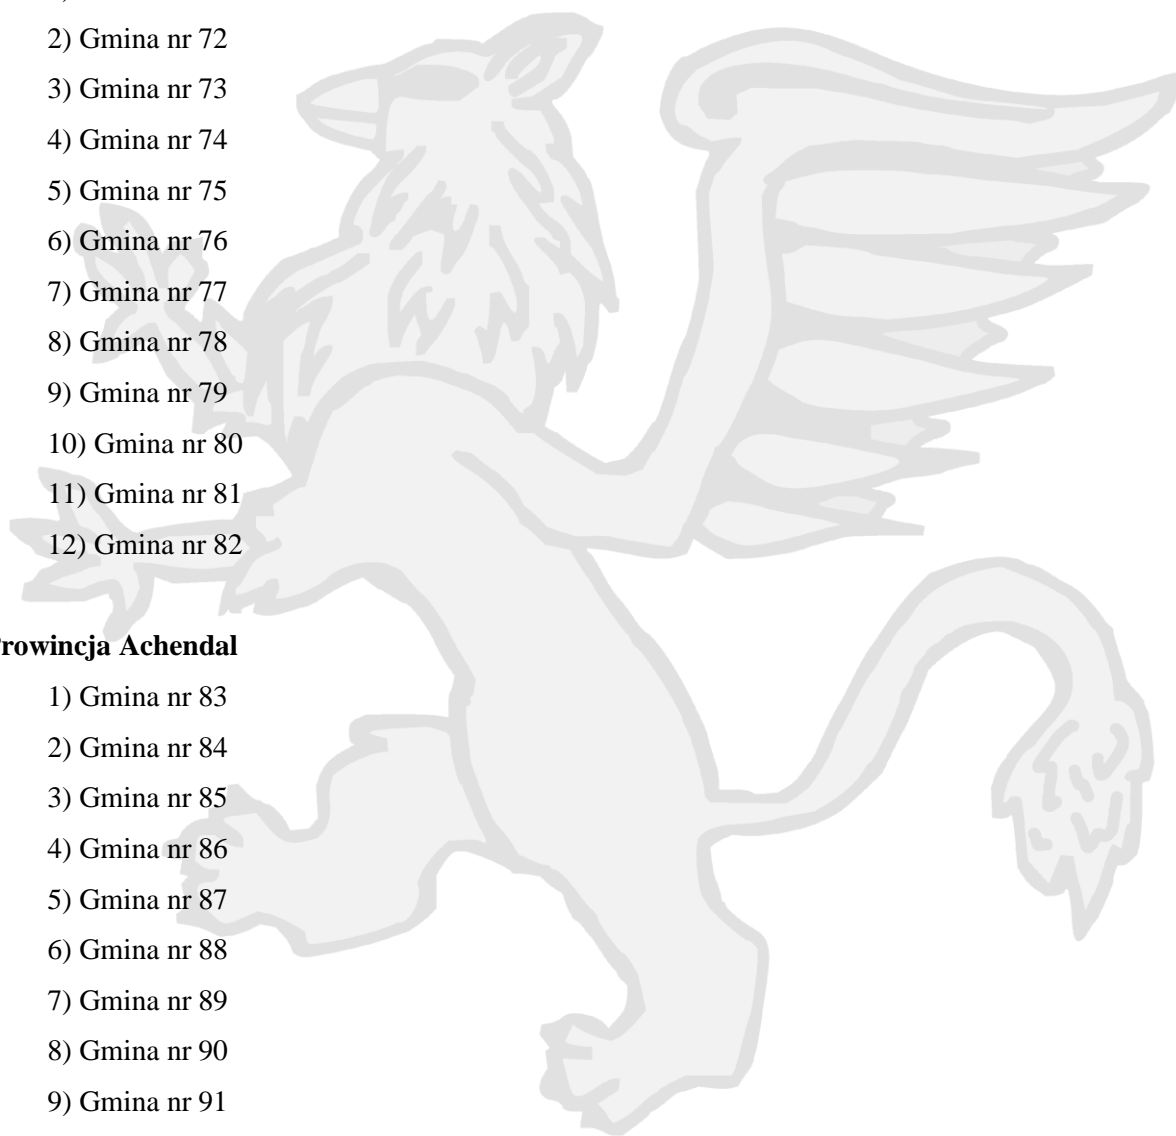 2) Gmina nr 72
3) Gmina nr 73
4) Gmina nr 74
5) Gmina nr 75
6) Gmina nr 76
7) Gmina nr 77
8) Gmina nr 78
9) Gmina nr 79
10) Gmina nr 80
11) Gmina nr 81
12) Gmina nr 82
Prowincja Achendal
1) Gmina nr 83
2) Gmina nr 84
3) Gmina nr 85
4) Gmina nr 86
5) Gmina nr 87
6) Gmina nr 88
7) Gmina nr 89
8) Gmina nr 90
9) Gmina nr 91